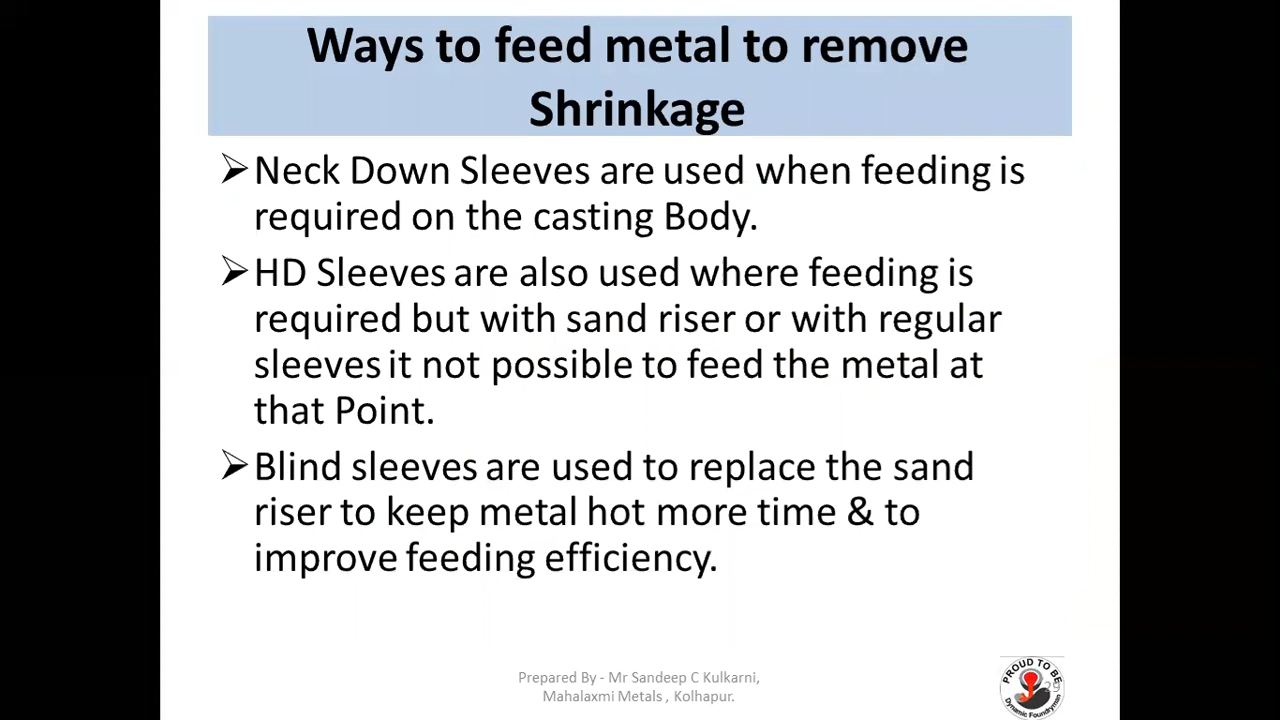 Ways to feed metal to remove
Shrinkage
➢Neck Down Sleeves are used when feeding is
required on the casting Body.
➢HD Sleeves are also used where feeding is
required but with sand riser or with regular
sleeves it not possible to feed the metal at
that Point.
➢Blind sleeves are used to replace the sand
riser to keep metal hot more time & to
improve feeding efficiency.
Prepared By - Mr Sandeep C Kulkarni,
Mahalaxmi Metals , Kolhapur.
PROUD TO BE
Dynamic Foundryman